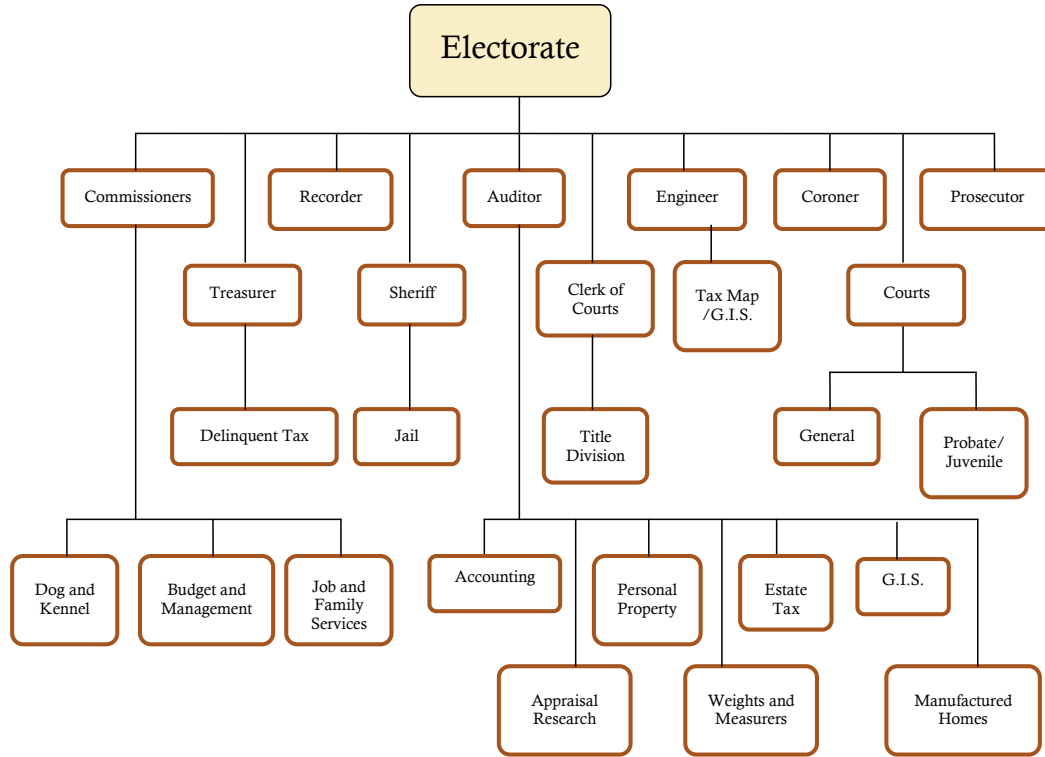 Electorate
Commissioners
Recorder
Auditor
Engineer
Coroner
Prosecutor
Treasurer
Sheriff
Clerk of
Courts
Tax Map
/G.I.S.
Courts
Delinquent Tax
Jail
Title
Division
General
Probate/
Juvenile
Dog and
Kennel
Budget and
Management
Job and
Family
Services
Accounting
Personal
Property
Estate
Tax
G.I.S.
Appraisal
Research
Weights and
Measurers
Manufactured
Homes